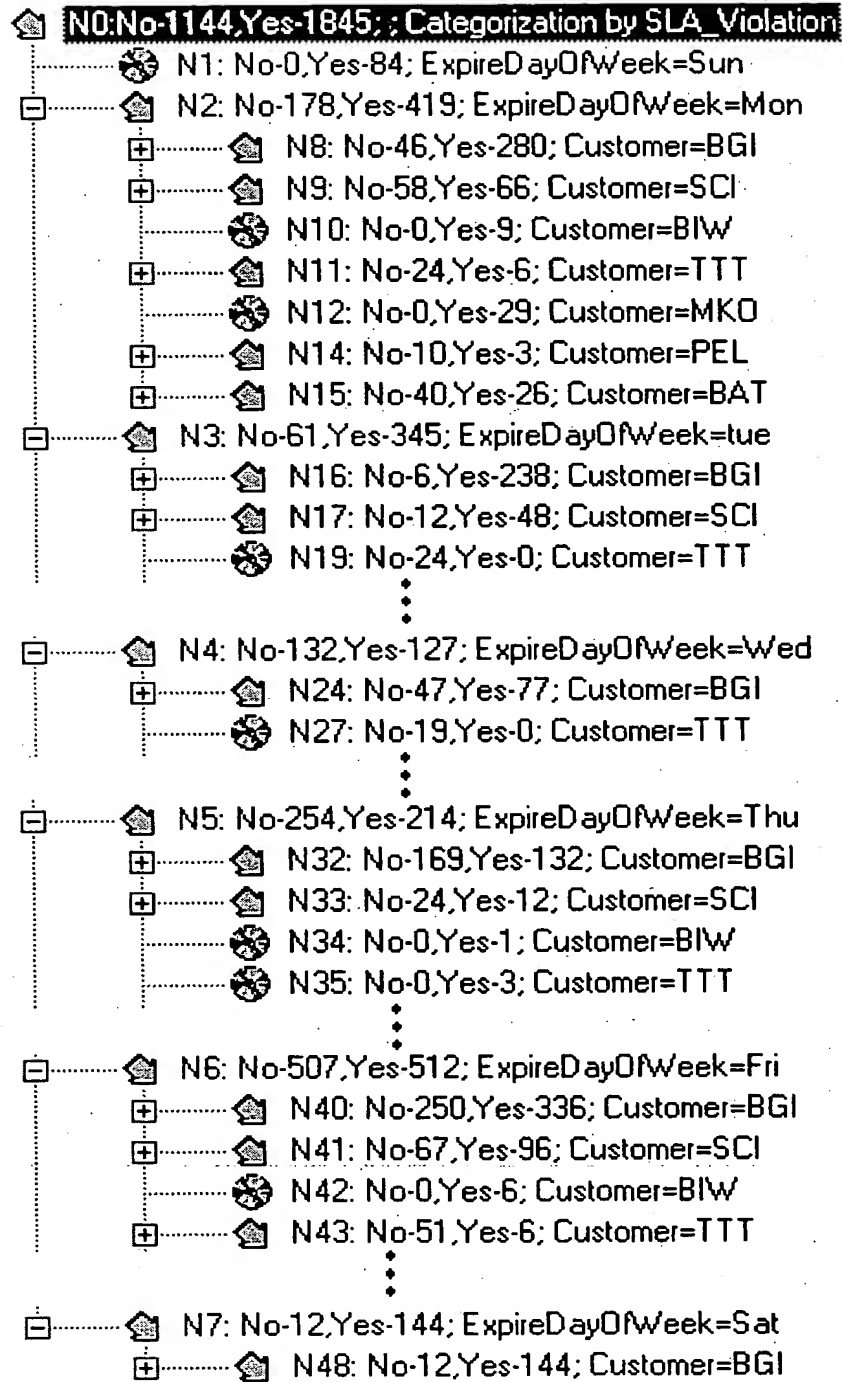 N0:No-1144,Yes-1845; ; Categorization by SLA_Violation
N1: No-0,Yes-84; ExpireDayOfWeek=Sun
N2: No-178,Yes-419; ExpireDayOfWeek=Mon
N8: No-46,Yes-280; Customer=BGI
N9: No-58,Yes-66; Customer=SCI
N10: No-0,Yes-9; Customer=BIW
N11: No-24,Yes-6; Customer=TTT
N12: No-0,Yes-29; Customer=MKO
N14: No-10,Yes-3; Customer=PEL
N15: No-40,Yes-26; Customer=BAT
N3: No-61,Yes-345; ExpireDayOfWeek=tue
N16: No-6,Yes-238; Customer=BGI
N17: No-12,Yes-48; Customer=SCI
N19: No-24,Yes-0; Customer=TTT
N4: No-132,Yes-127; ExpireDayOfWeek=Wed
N24: No-47,Yes-77; Customer=BGI
N27: No-19,Yes-0; Customer=TTT
N5: No-254,Yes-214; ExpireDayOfWeek=Thu
N32: No-169,Yes-132; Customer=BGI
N33: No-24,Yes-12; Customer=SCI
N34: No-0,Yes-1; Customer=BIW
N35: No-0,Yes-3; Customer=TTT
N6: No-507,Yes-512; ExpireDayOfWeek=Fri
N40: No-250,Yes-336; Customer=BGI
N41: No-67,Yes-96; Customer=SCI
N42: No-0,Yes-6; Customer=BIW
N43: No-51,Yes-6; Customer=TTT
N7: No-12,Yes-144; ExpireDayOfWeek=Sat
N48: No-12,Yes-144; Customer=BGI